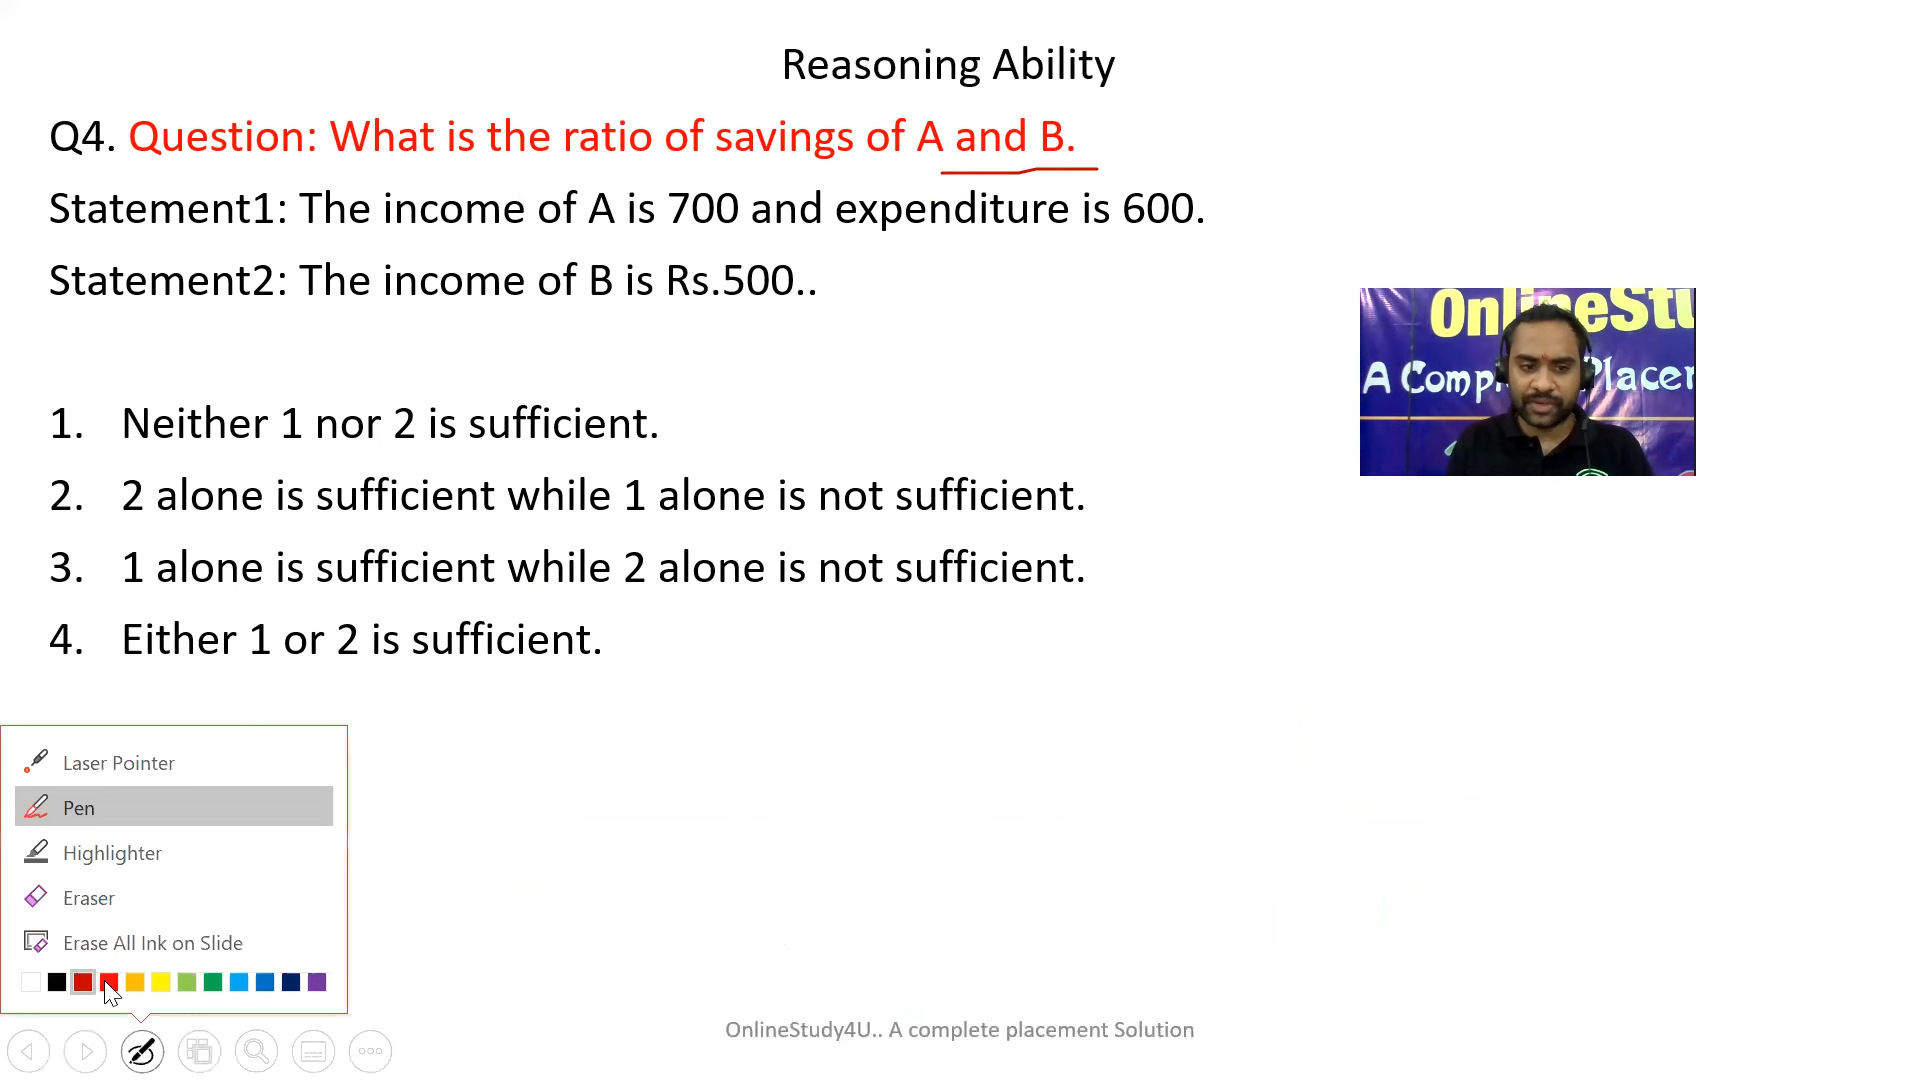 Reasoning Ability
Q4. Question: What is the ratio of savings of A and B.
Statement1: The income of A is 700 and expenditure is 600.
Statement2: The income of B is Rs.500..
OnlineStu
A Comple Placer
1. Neither 1 nor 2 is sufficient.
2. 2 alone is sufficient while 1 alone is not sufficient.
3. 1 alone is sufficient while 2 alone is not sufficient.
4. Either 1 or 2 is sufficient.
Laser Pointer
Pen
Highlighter
Eraser
Erase All Ink on Slide
OnlineStudy4U.. A complete placement Solution